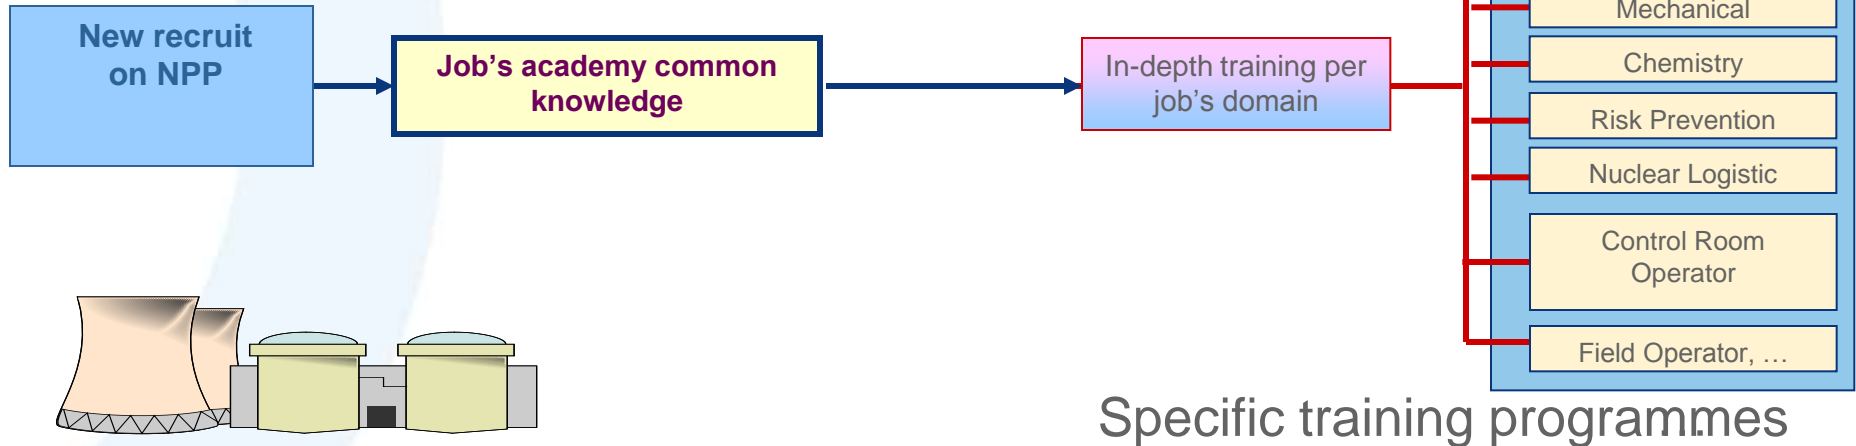 New recruit
on NPP
Job's academy common
knowledge
In-depth training per
job's domain
Mechanical
Chemistry
Risk Prevention
Nuclear Logistic
Control Room
Operator
Field Operator, …
Specific training programmes